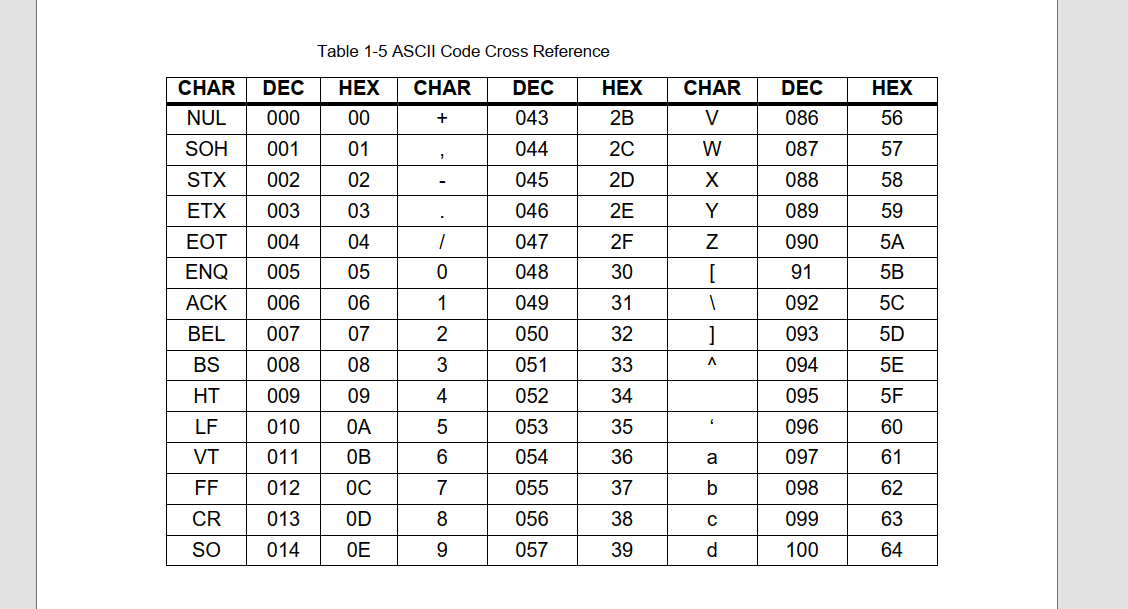 Table 1-5 ASCII Code Cross Reference
CHAR DEC HEX CHAR DEC HEX CHAR DEC HEX
NUL 000 00 + 043 2B V 086 56
SOH 001 01 , 044 2C W 087 57
STX 002 02 - 045 2D X 088 58
ETX 003 03 . 046 2E Y 089 59
EOT 004 04 / 047 2F Z 090 5A
ENQ 005 05 0 048 30 [ 91 5B
ACK 006 06 1 049 31 \ 092 5C
BEL 007 07 2 050 32 ] 093 5D
BS 008 08 3 051 33 ^ 094 5E
HT 009 09 4 052 34 095 5F
LF 010 0A 5 053 35 ‘ 096 60
VT 011 0B 6 054 36 a 097 61
FF 012 0C 7 055 37 b 098 62
CR 013 0D 8 056 38 c 099 63
SO 014 0E 9 057 39 d 100 64